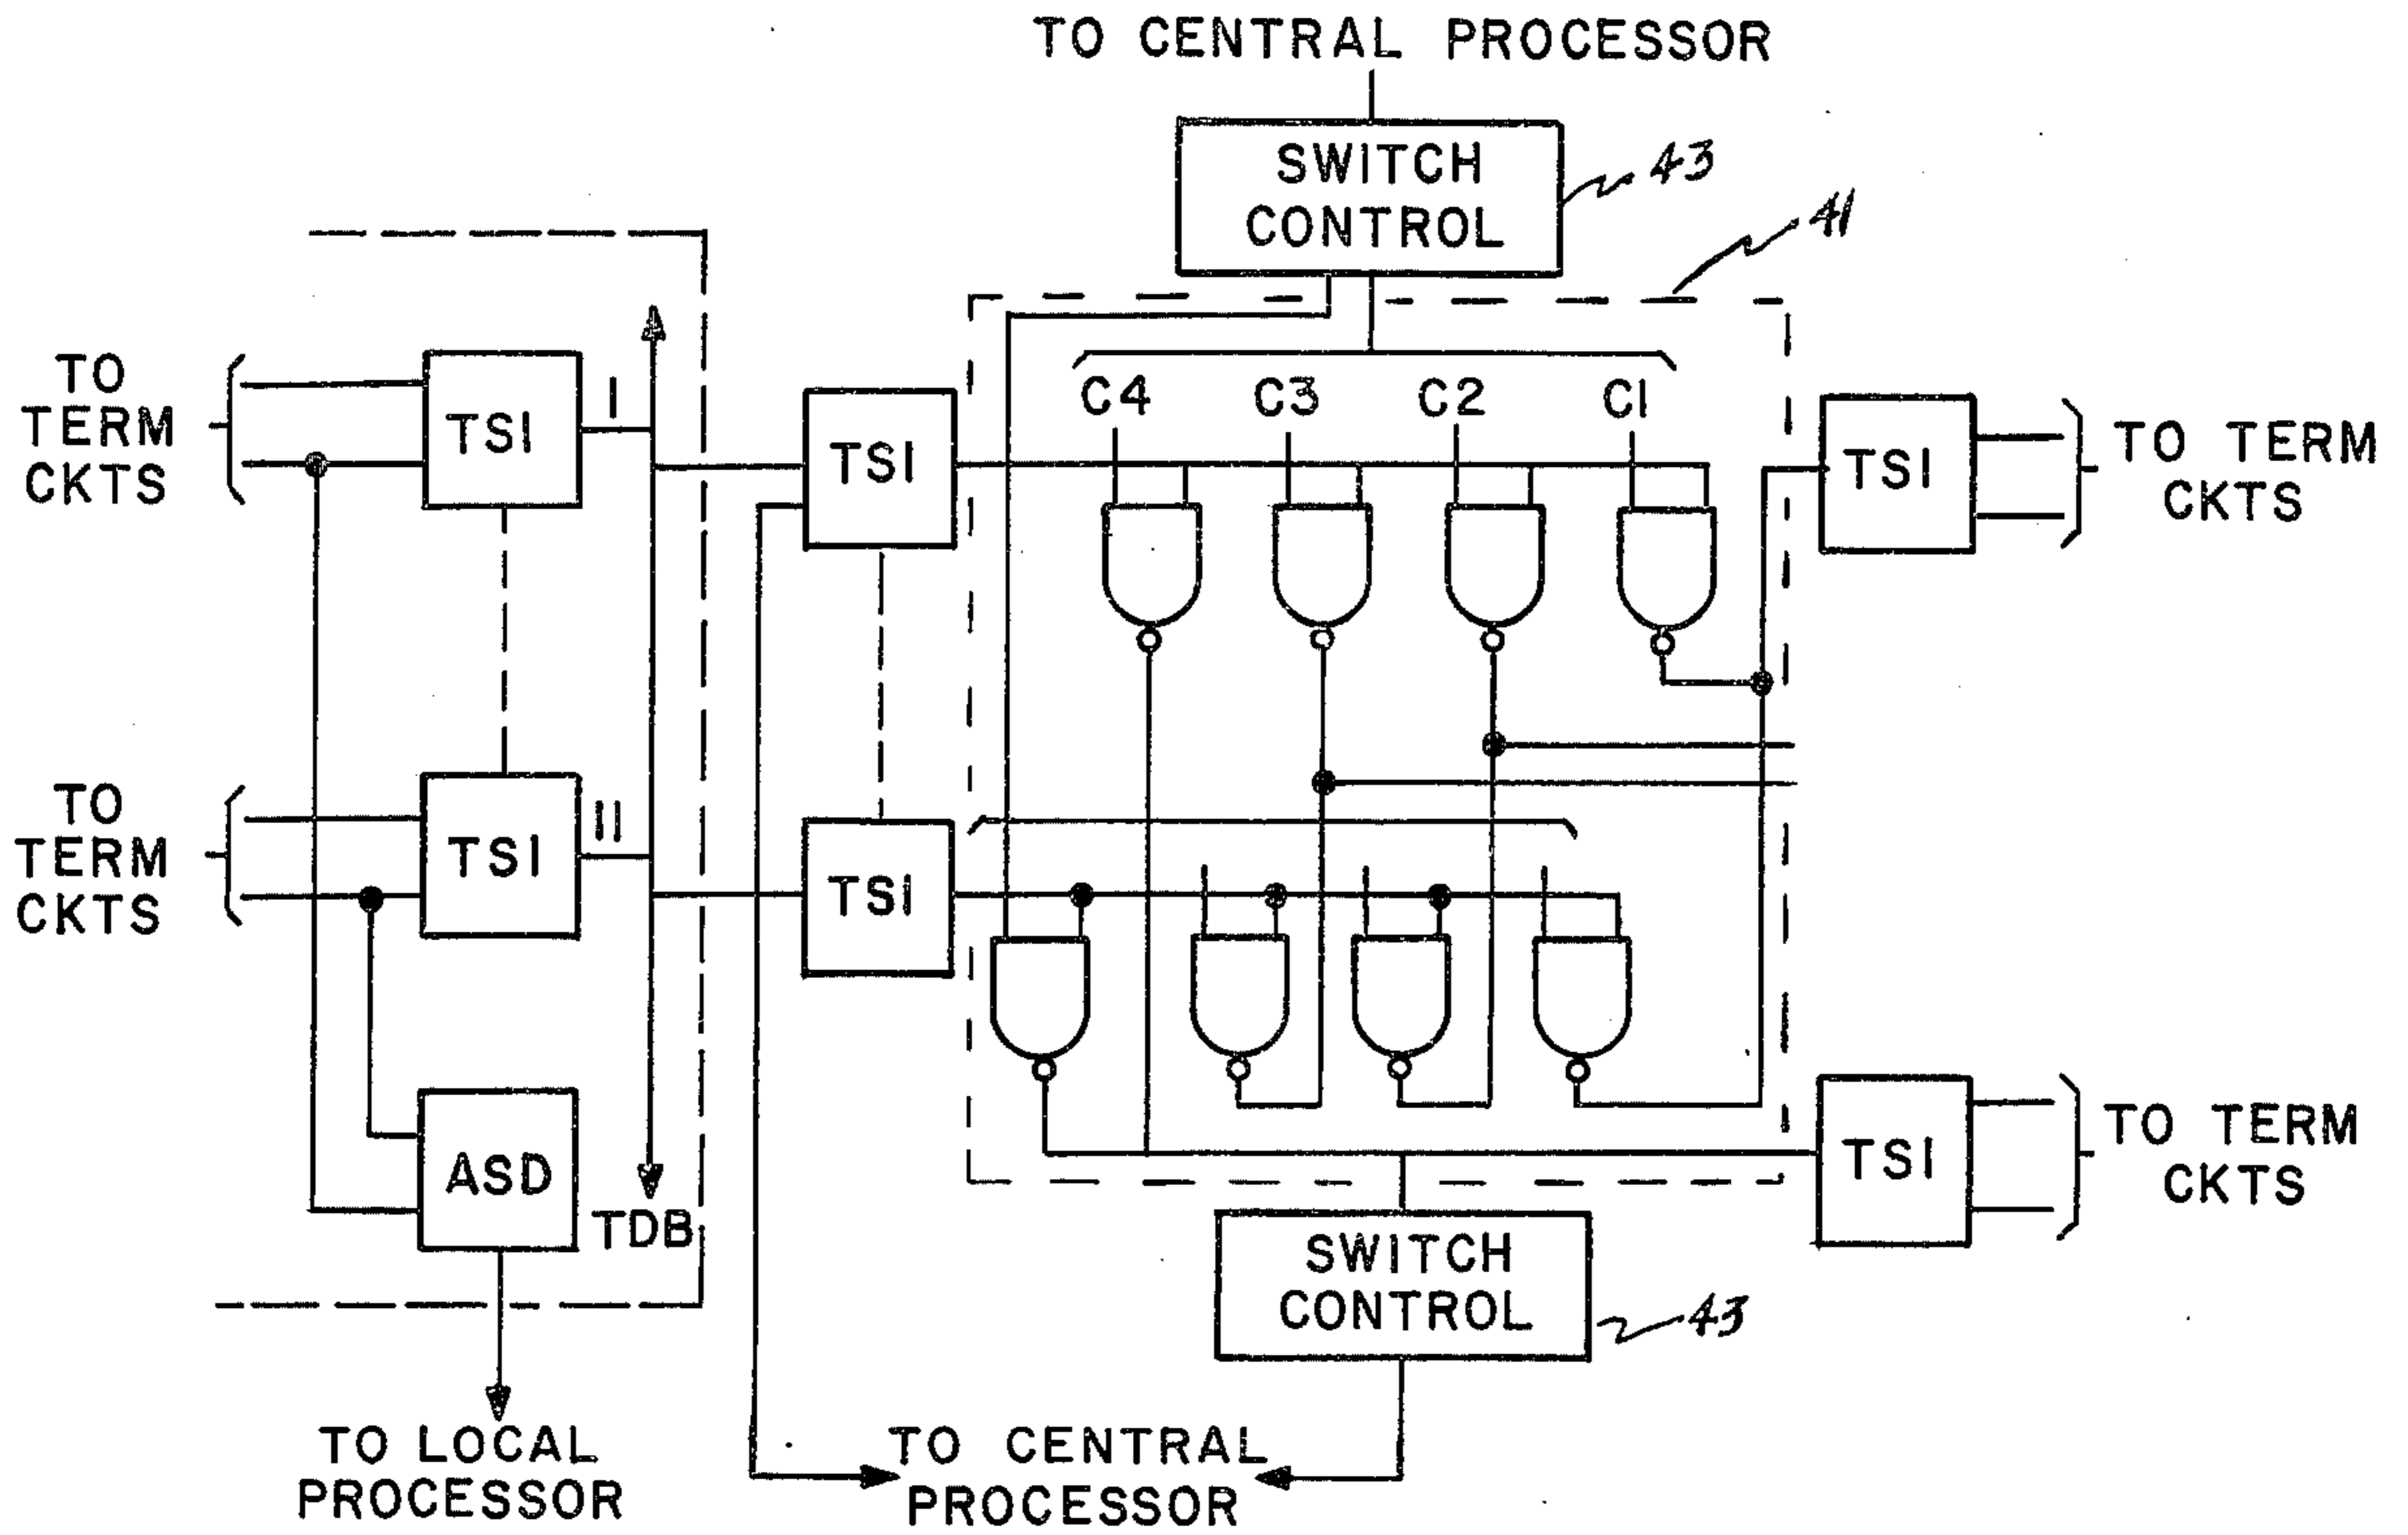 TO CENTRAL PROCESSOR
SWITCH
CONTROL
43
41
TO
TERM
CKTS
TSI
I
TSI
C4
C3
C2
C1
TSI
TO TERM
CKTS
TO
TERM
CKTS
TSI
II
TSI
ASD
TDB
TSI
TO TERM
CKTS
SWITCH
CONTROL
43
TO LOCAL
PROCESSOR
TO CENTRAL
PROCESSOR